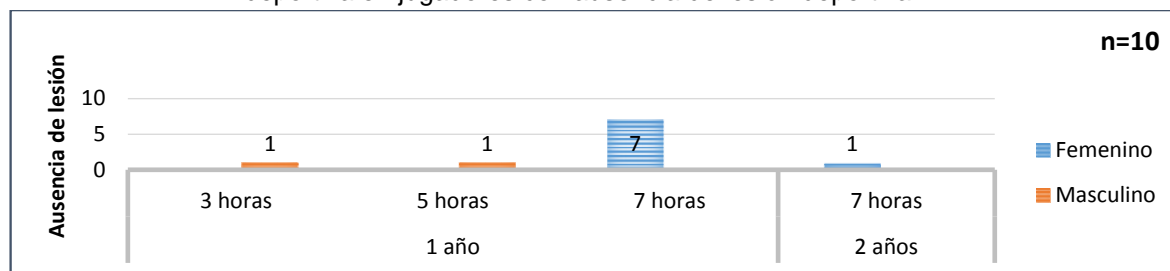 n=10
Ausencia de lesión
10
5
0
1
1
7
1
3 horas
5 horas
7 horas
7 horas
1 año
2 años
Femenino
Masculino